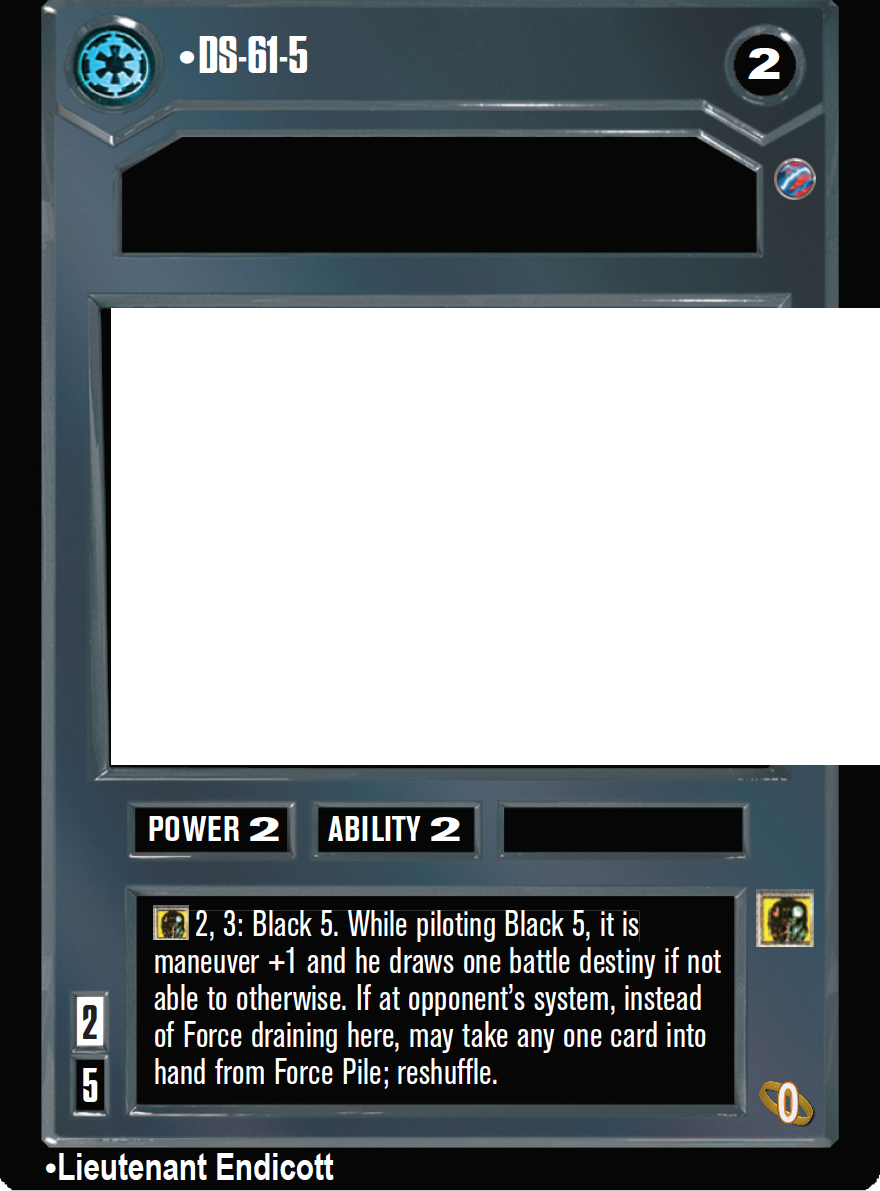 •DS-61-5
2
POWER 2
ABILITY 2
2, 3: Black 5. While piloting Black 5, it is
maneuver +1 and he draws one battle destiny if not
able to otherwise. If at opponent’s system, instead
of Force draining here, may take any one card into
hand from Force Pile; reshuffle.
2
5
0
•Lieutenant Endicott